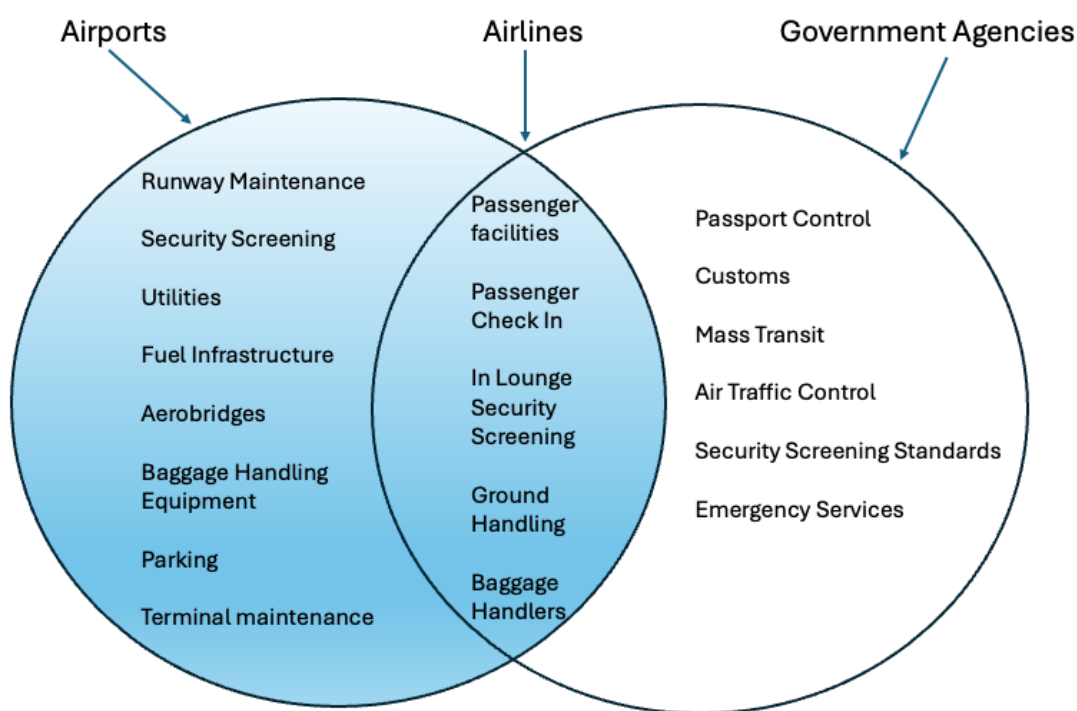 Airports
Airlines
Government Agencies
Runway Maintenance
Security Screening
Utilities
Fuel Infrastructure
Aerobridges
Baggage Handling
Equipment
Parking
Terminal maintenance
Passenger
facilities
Passenger
Check In
In Lounge
Security
Screening
Ground
Handling
Baggage
Handlers
Passport Control
Customs
Mass Transit
Air Traffic Control
Security Screening Standards
Emergency Services